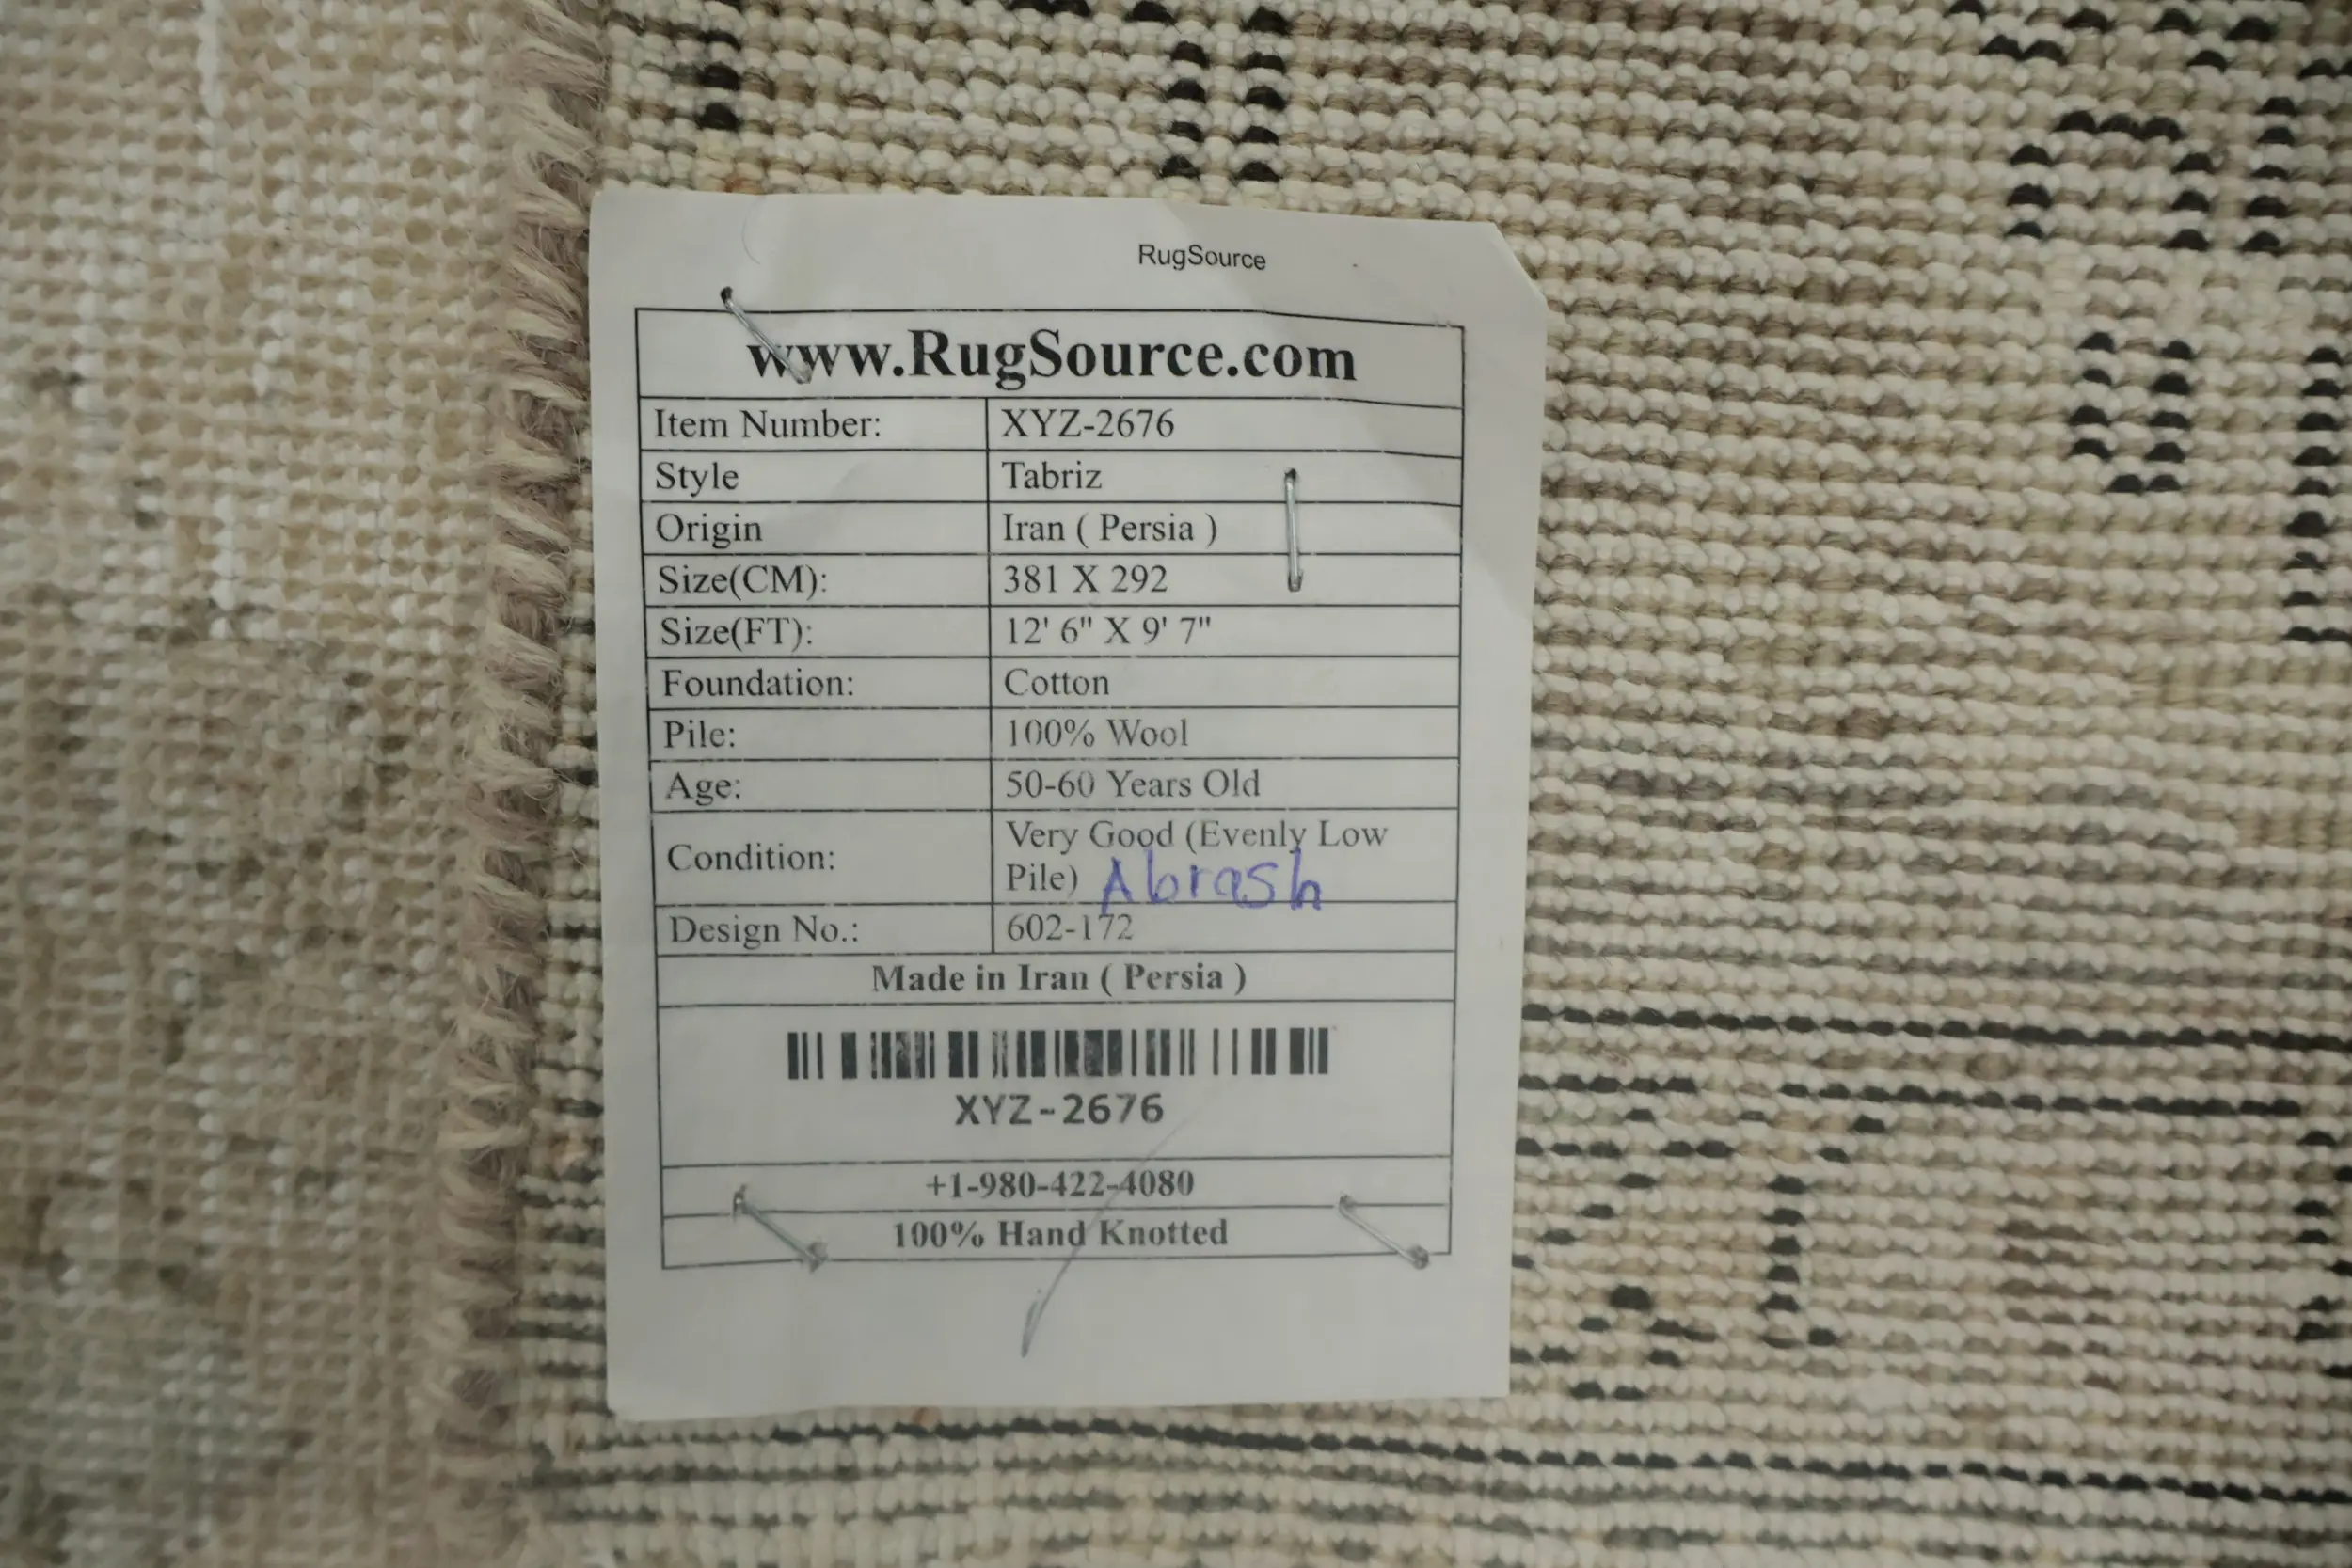 RugSource
www.RugSource.com
Item Number: XYZ-2676
Style Tabriz
Origin Iran ( Persia )
Size(CM): 381 X 292
Size(FT): 12' 6" X 9' 7"
Foundation: Cotton
Pile: 100% Wool
Age: 50-60 Years Old
Condition: Very Good (Evenly Low
Pile) Abrash
Design No.: 602-172
Made in Iran ( Persia )
XYZ-2676
+1-980-422-4080
100% Hand Knotted